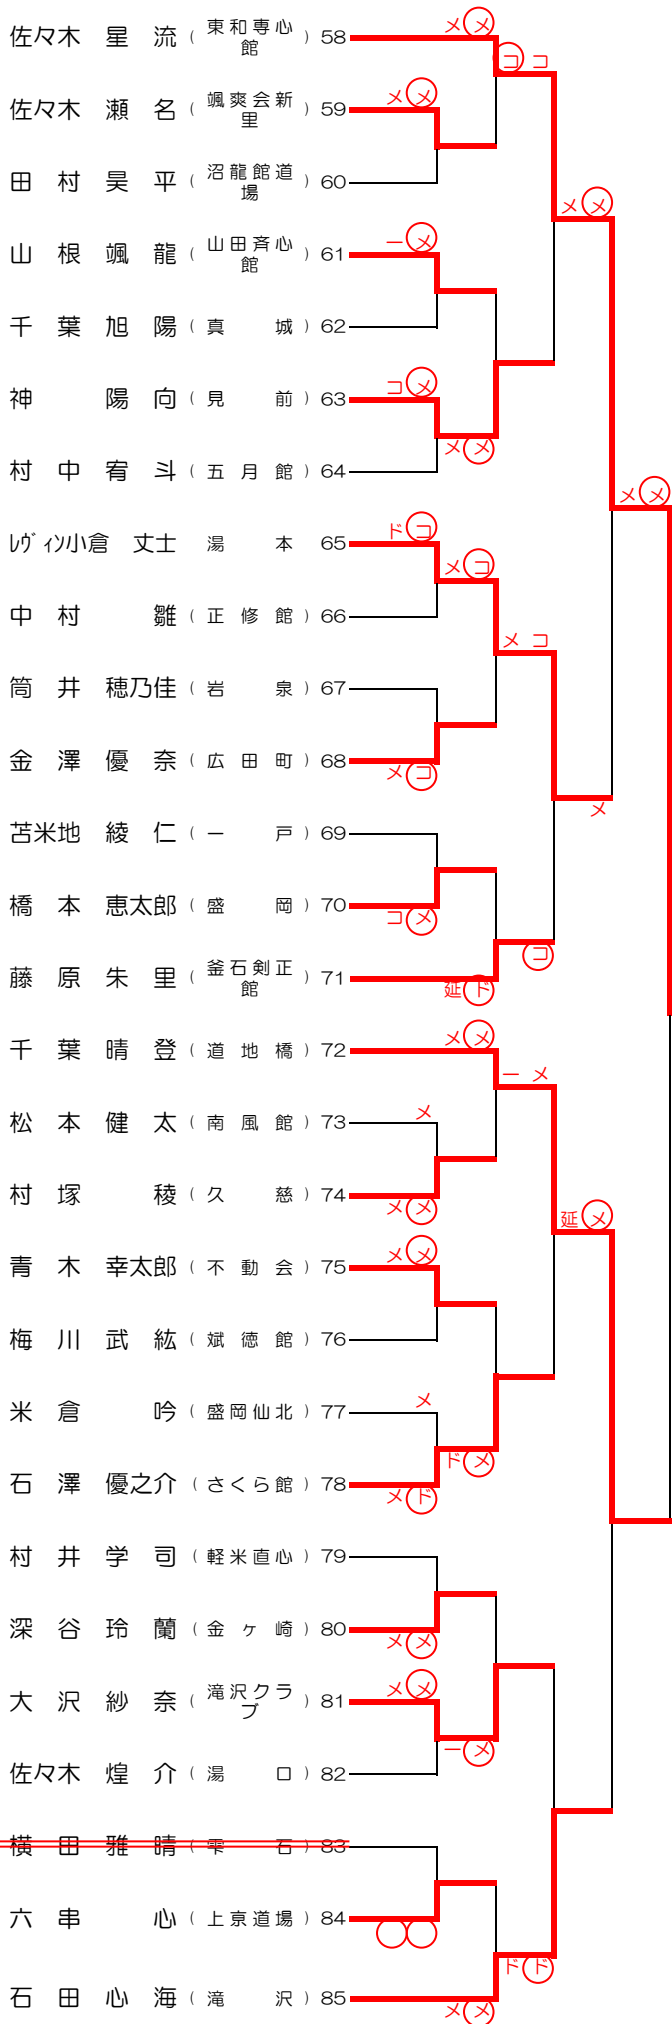 佐々木 星流 （東和専心館）58
メメ
ココ
佐々木 瀬名 （颯爽会新里）59
メメ
田村昊平 （沼龍館道場）60
メメ
山根颯龍 （山田斉心館）61
一メ
千葉旭陽 （真城）62
神陽向 （見前）63
コメ
メメ
村中宥斗 （五月館）64
メメ
ﾚヴｨﾝ小倉 丈士 湯本 65
ドコ
メコ
中村雛 （正修館）66
メコ
筒井穂乃佳 （岩泉）67
金澤優奈 （広田町）68
メコ
メ
苫米地綾仁 （一戸）69
橋本恵太郎 （盛岡）70
コメ
コ
藤原朱里 （釜石剣正館）71
延ド
千葉晴登 （道地橋）72
メメ
一メ
松本健太 （南風館）73
メ
村塚稜 （久慈）74
メメ
延メ
青木幸太郎 （不動会）75
メメ
梅川武紘 （斌徳館）76
米倉吟 （盛岡仙北）77
メ
ドメ
石澤優之介 （さくら館）78
メド
村井学司 （軽米直心）79
深谷玲蘭 （金ヶ崎）80
メメ
大沢紗奈 （滝沢クラブ）81
メメ
一メ
佐々木煌介 （湯口）82
横田雅晴 （雫石）83
六串心 （上京道場）84
ドド
石田心海 （滝沢）85
メメ